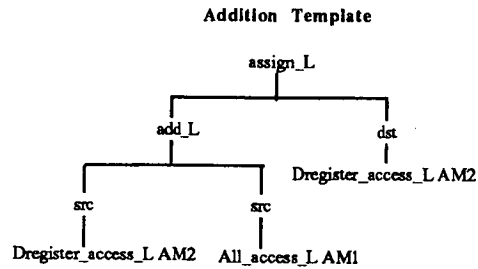 Addition Template
assign_L
add_L dst
Dregister_access_L AM2
src src
Dregister_access_L AM2 All_access_L AM1